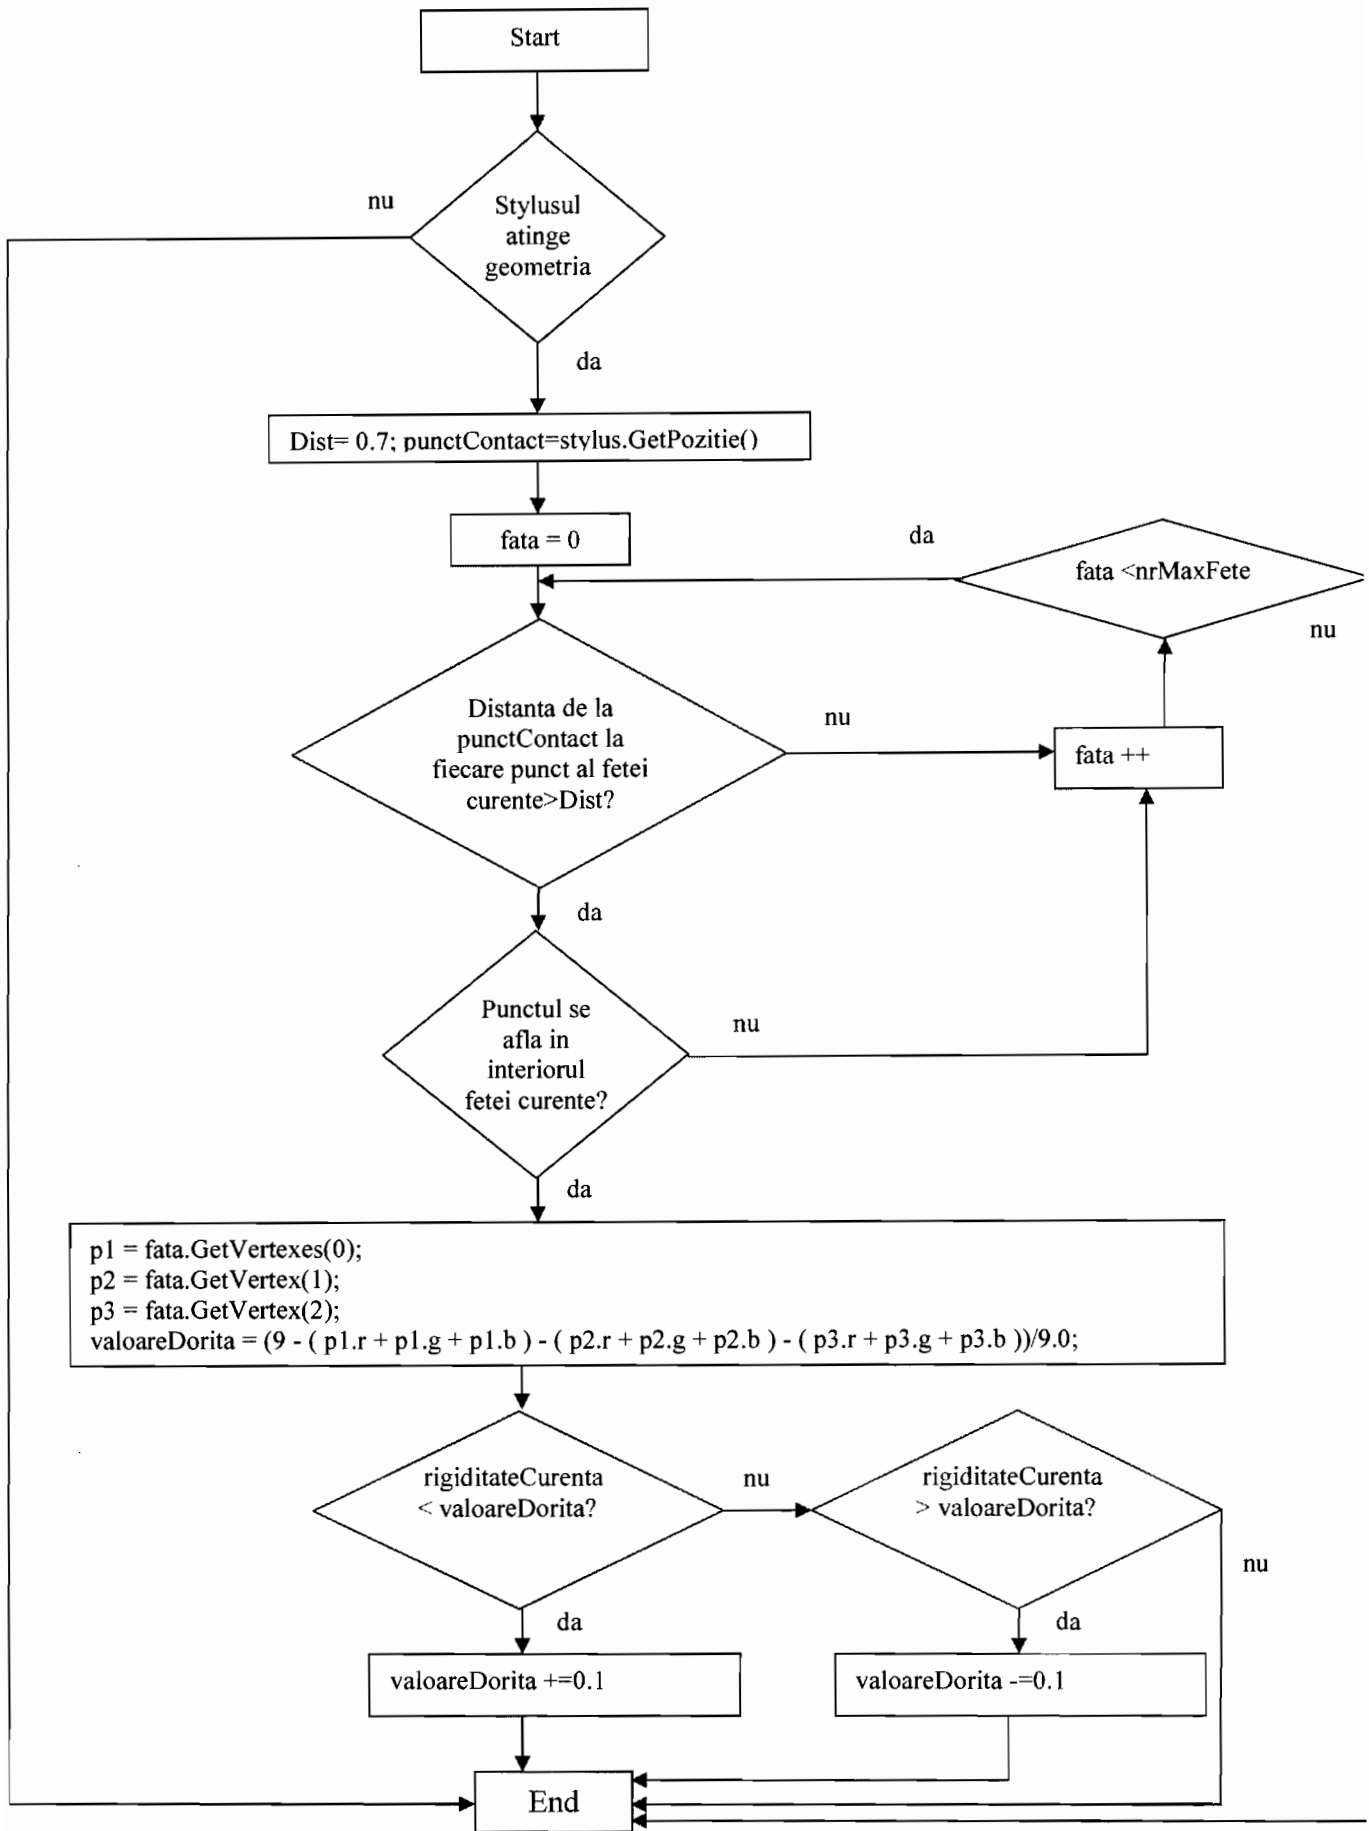 Start
nu
Stylusul
atinge
geometria
da
Dist= 0.7; punctContact=stylus.GetPozitie()
fata = 0
da
fata <nrMaxFete
nu
Distanta de la
punctContact la
fiecare punct al fetei
curente>Dist?
nu
fata ++
da
Punctul se
afla in
interiorul
fetei curente?
nu
da
p1 = fata.GetVertexes(0);
p2 = fata.GetVertex(1);
p3 = fata.GetVertex(2);
valoareDorita = (9 - ( p1.r + p1.g + p1.b ) - ( p2.r + p2.g + p2.b ) - ( p3.r + p3.g + p3.b ))/9.0;
rigiditateCurenta
< valoareDorita?
nu
rigiditateCurenta
> valoareDorita?
nu
da
da
valoareDorita +=0.1
valoareDorita -=0.1
End